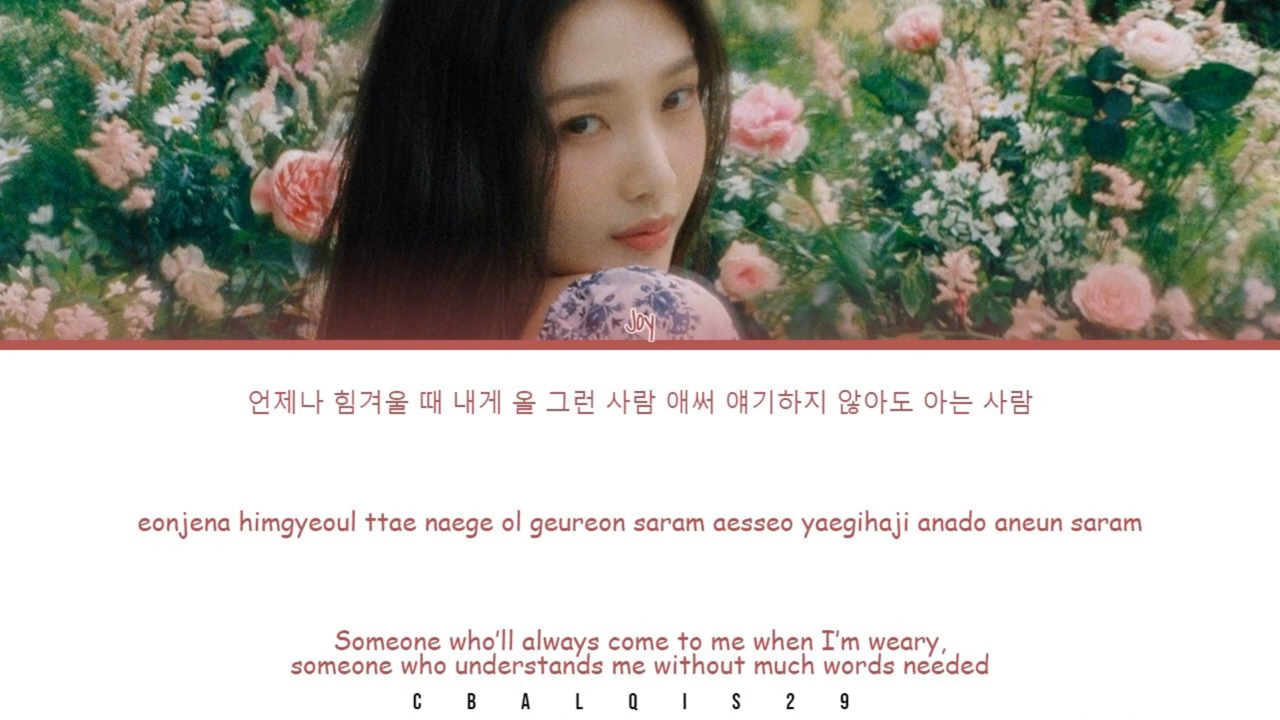 Joy
언제나 힘겨울 때 내게 올 그런 사람 애써 얘기하지 않아도 아는 사람
eonjena himgyeoul ttae naege ol geureon saram aesseo yaegihaji anado aneun saram
Someone who'll always come to me when I'm weary,
someone who understands me without much words needed
CBALQIS29